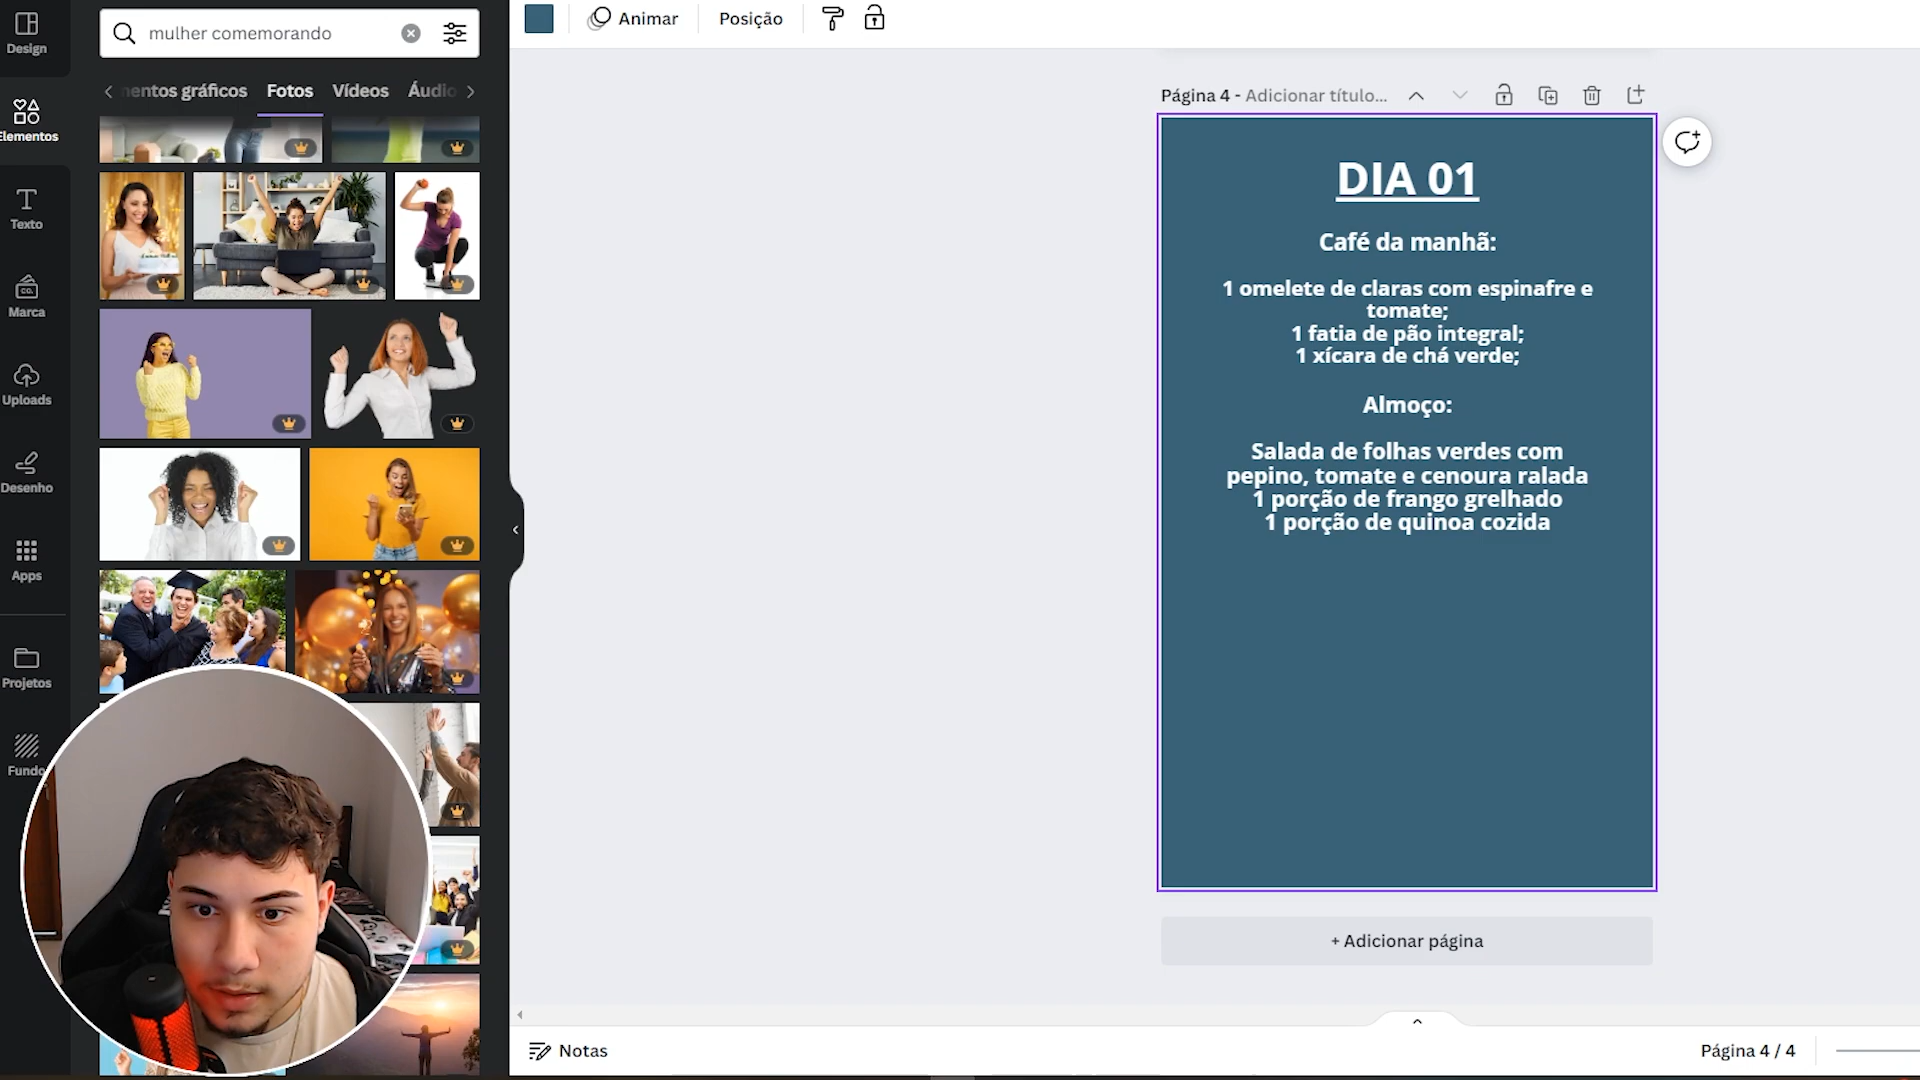 Design
Elementos
Texto
CO.
Marca
Uploads
Desenho
Apps
Projetos
Fundo
mulher comemorando
mentos gráficos
Fotos
Vídeos
Áudio
Animar
Posição
Página 4 - Adicionar título...
DIA 01
Café da manhã:
1 omelete de claras com espinafre e
tomate;
1 fatia de pão integral;
1 xícara de chá verde;
Almoço:
Salada de folhas verdes com
pepino, tomate e cenoura ralada
1 porção de frango grelhado
1 porção de quinoa cozida
+ Adicionar página
Notas
Página 4 / 4